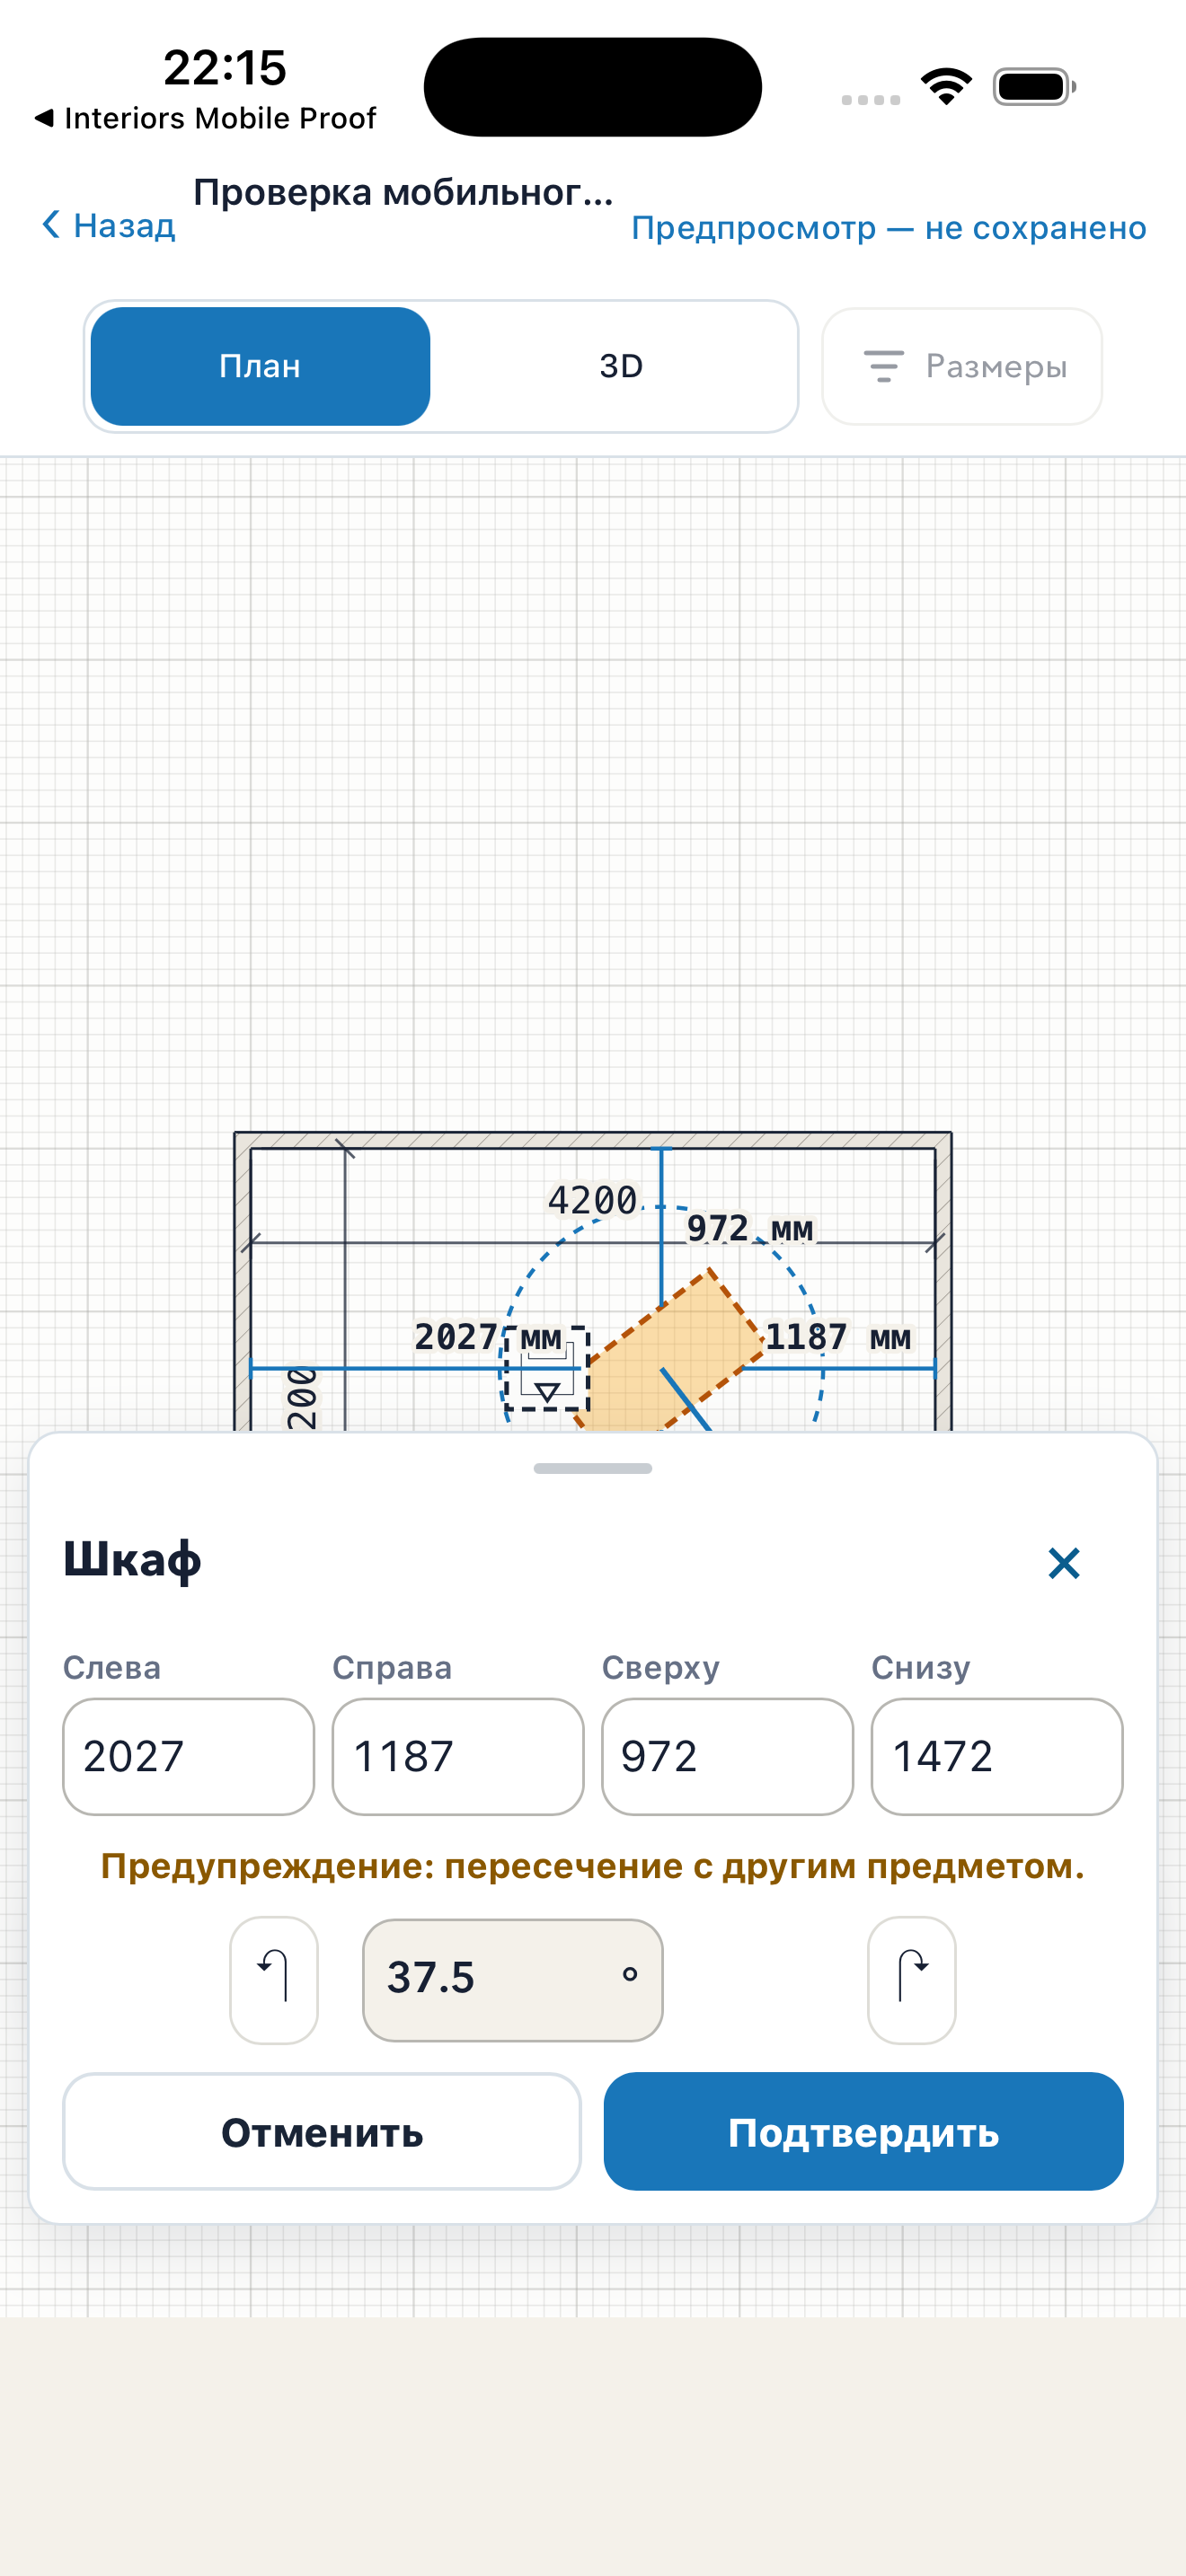 22:15
◀ Interiors Mobile Proof
Проверка мобильног...
Назад
Предпросмотр — не сохранено
План
3D
Размеры
4200
972 мм
2027 мм
1187 мм
200
Шкаф
Слева
Справа
Сверху
Снизу
2027
1187
972
1472
Предупреждение: пересечение с другим предметом.
37.5 °
Отменить
Подтвердить